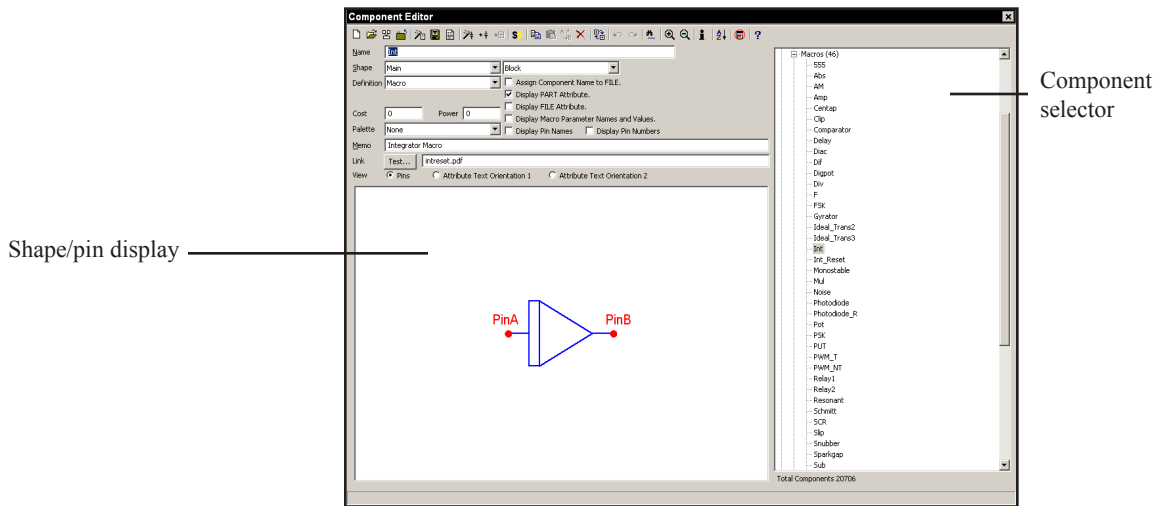 Component Editor
Name Int
Shape Main Block
Definition Macro Assign Component Name to FILE.
Display PART Attribute.
Display FILE Attribute.
Cost 0 Power 0
Display Macro Parameter Names and Values.
Palette None Display Pin Names Display Pin Numbers
Memo Integrator Macro
Link Test... intreset.pdf
View Pins Attribute Text Orientation 1 Attribute Text Orientation 2
Shape/pin display
PinA PinB
Macros (46)
555
Abs
AM
Amp
Centap
Clip
Comparator
Delay
Diac
Dif
Digpot
Div
F
FSK
Gyrator
Ideal_Trans2
Ideal_Trans3
Int
Int_Reset
Monostable
Mul
Noise
Photodiode
Photodiode_R
Pot
PSK
PUT
PWM_T
PWM_NT
Relay1
Relay2
Resonant
Schmitt
SCR
Slip
Snubber
Sparkgap
Sub
Total Components 20706
Component
selector